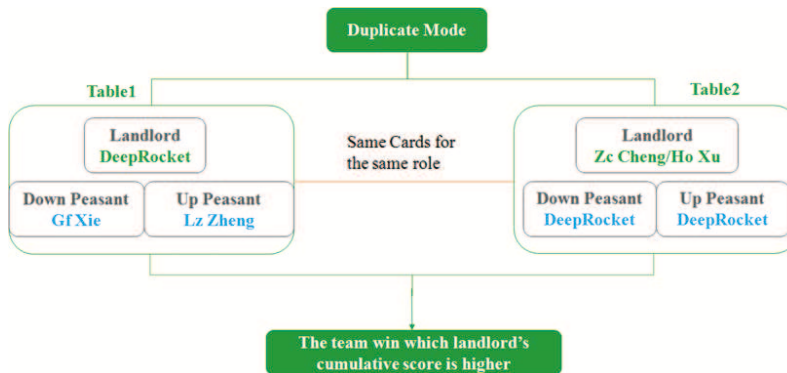 Duplicate Mode
Table1
Table2
Landlord
DeepRocket
Same Cards for
the same role
Landlord
Zc Cheng/Ho Xu
Down Peasant
Gf Xie
Up Peasant
Lz Zheng
Down Peasant
DeepRocket
Up Peasant
DeepRocket
The team win which landlord's
cumulative score is higher